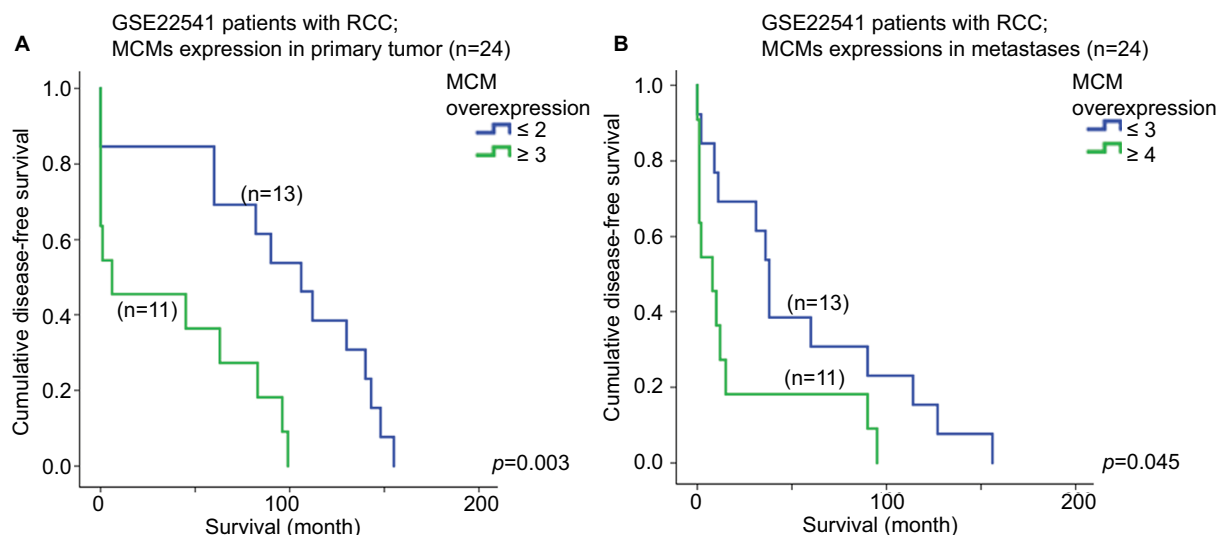 A
GSE22541 patients with RCC;
MCMs expression in primary tumor (n=24)
MCM
overexpression
≤ 2
≥ 3
Cumulative disease-free survival
1.0
0.8
0.6
0.4
0.2
0.0
(n=13)
(n=11)
p=0.003
0
100
200
Survival (month)
B
GSE22541 patients with RCC;
MCMs expressions in metastases (n=24)
MCM
overexpression
≤ 3
≥ 4
Cumulative disease-free survival
1.0
0.8
0.6
0.4
0.2
0.0
(n=13)
(n=11)
p=0.045
0
100
200
Survival (month)